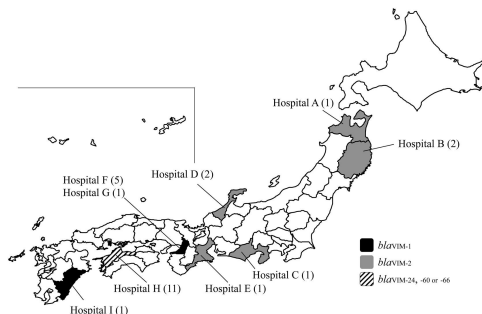 Hospital A (1)
Hospital B (2)
Hospital D (2)
Hospital F (5)
Hospital G (1)
Hospital C (1)
Hospital E (1)
Hospital H (11)
Hospital I (1)
blaVIM-1
blaVIM-2
blaVIM-24, -60 or -66